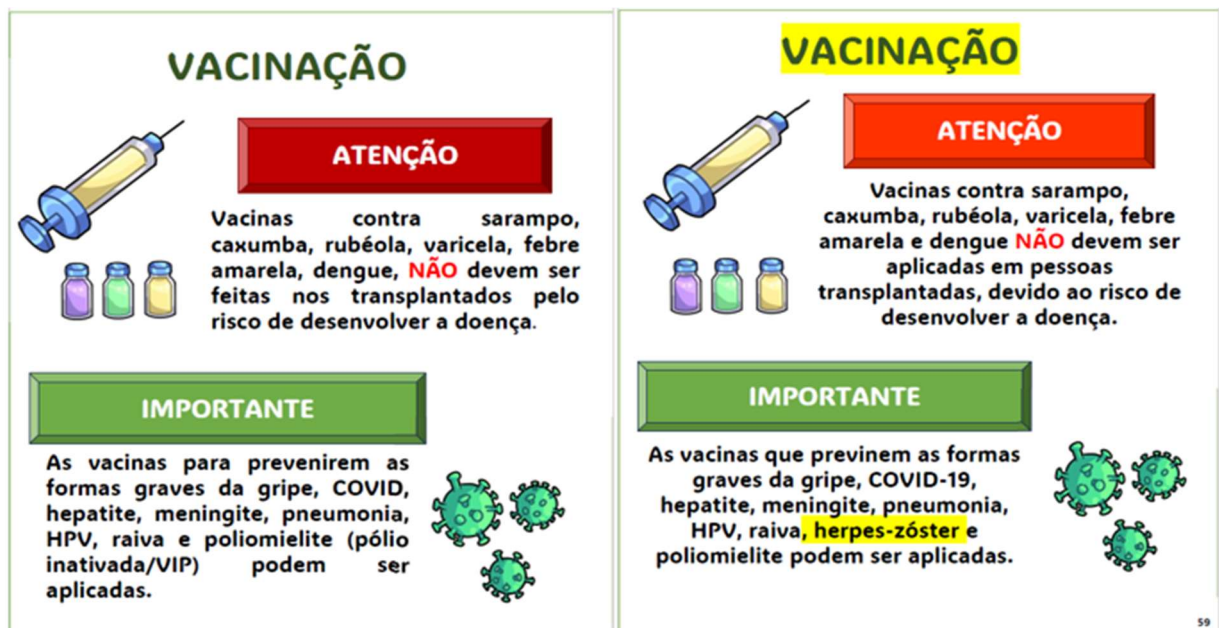 VACINAÇÃO
ATENÇÃO
Vacinas contra sarampo,
caxumba, rubéola, varicela, febre
amarela, dengue, NÃO devem ser
feitas nos transplantados pelo
risco de desenvolver a doença.
IMPORTANTE
As vacinas para prevenirem as
formas graves da gripe, COVID,
hepatite, meningite, pneumonia,
HPV, raiva e poliomielite (pólio
inativada/VIP) podem ser
aplicadas.
VACINAÇÃO
ATENÇÃO
Vacinas contra sarampo,
caxumba, rubéola, varicela, febre
amarela e dengue NÃO devem ser
aplicadas em pessoas
transplantadas, devido ao risco de
desenvolver a doença.
IMPORTANTE
As vacinas que previnem as formas
graves da gripe, COVID-19,
hepatite, meningite, pneumonia,
HPV, raiva, herpes-zóster e
poliomielite podem ser aplicadas.
59